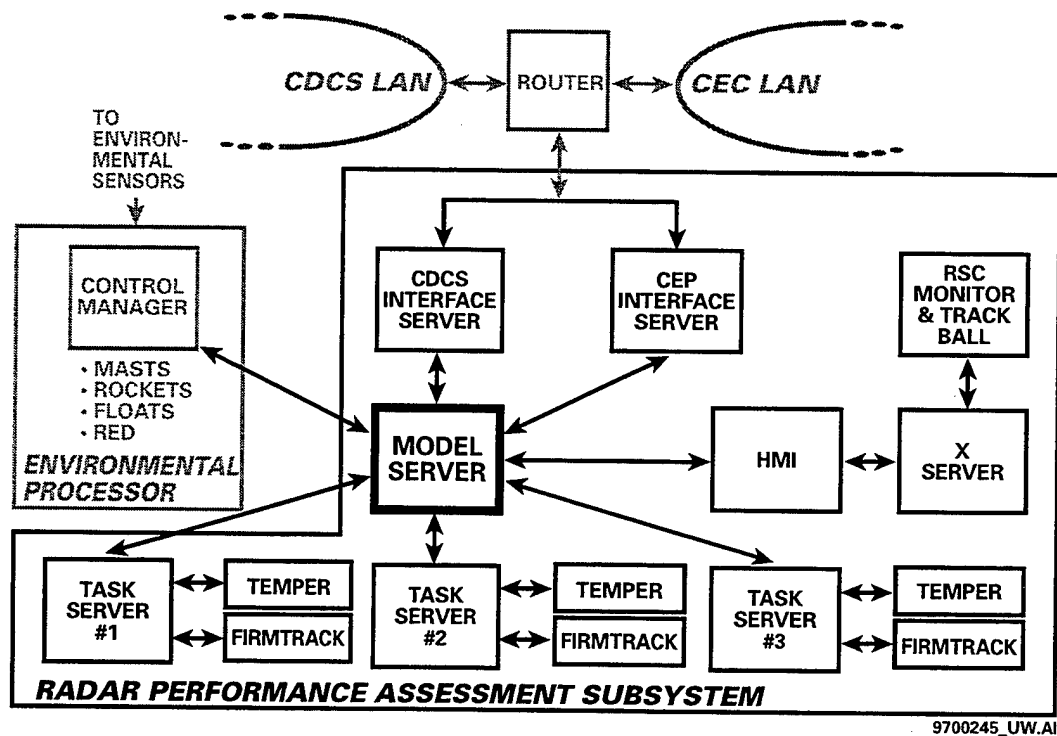 CDCS LAN
ROUTER
CEC LAN
TO
ENVIRON-
MENTAL
SENSORS
CONTROL
MANAGER
• MASTS
• ROCKETS
• FLOATS
• RED
ENVIRONMENTAL
PROCESSOR
CDCS
INTERFACE
SERVER
CEP
INTERFACE
SERVER
RSC
MONITOR
& TRACK
BALL
MODEL
SERVER
HMI
X
SERVER
TASK
SERVER
#1
TEMPER
FIRMTRACK
TASK
SERVER
#2
TEMPER
FIRMTRACK
TASK
SERVER
#3
TEMPER
FIRMTRACK
RADAR PERFORMANCE ASSESSMENT SUBSYSTEM
9700245_UW.AI